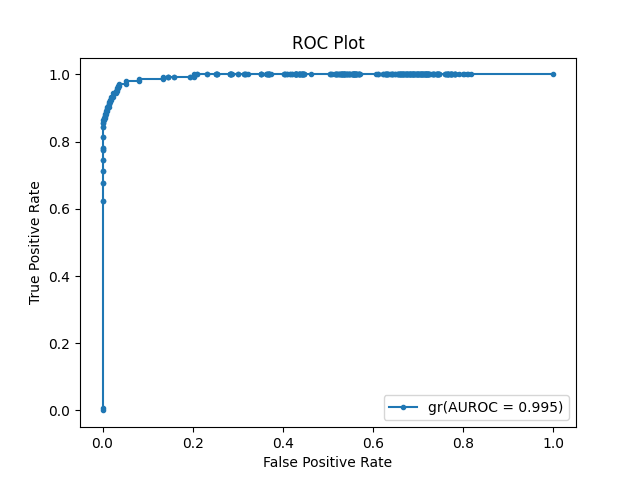 ROC Plot
1.0
0.8
0.6
0.4
0.2
0.0
True Positive Rate
gr(AUROC = 0.995)
0.0 0.2 0.4 0.6 0.8 1.0
False Positive Rate